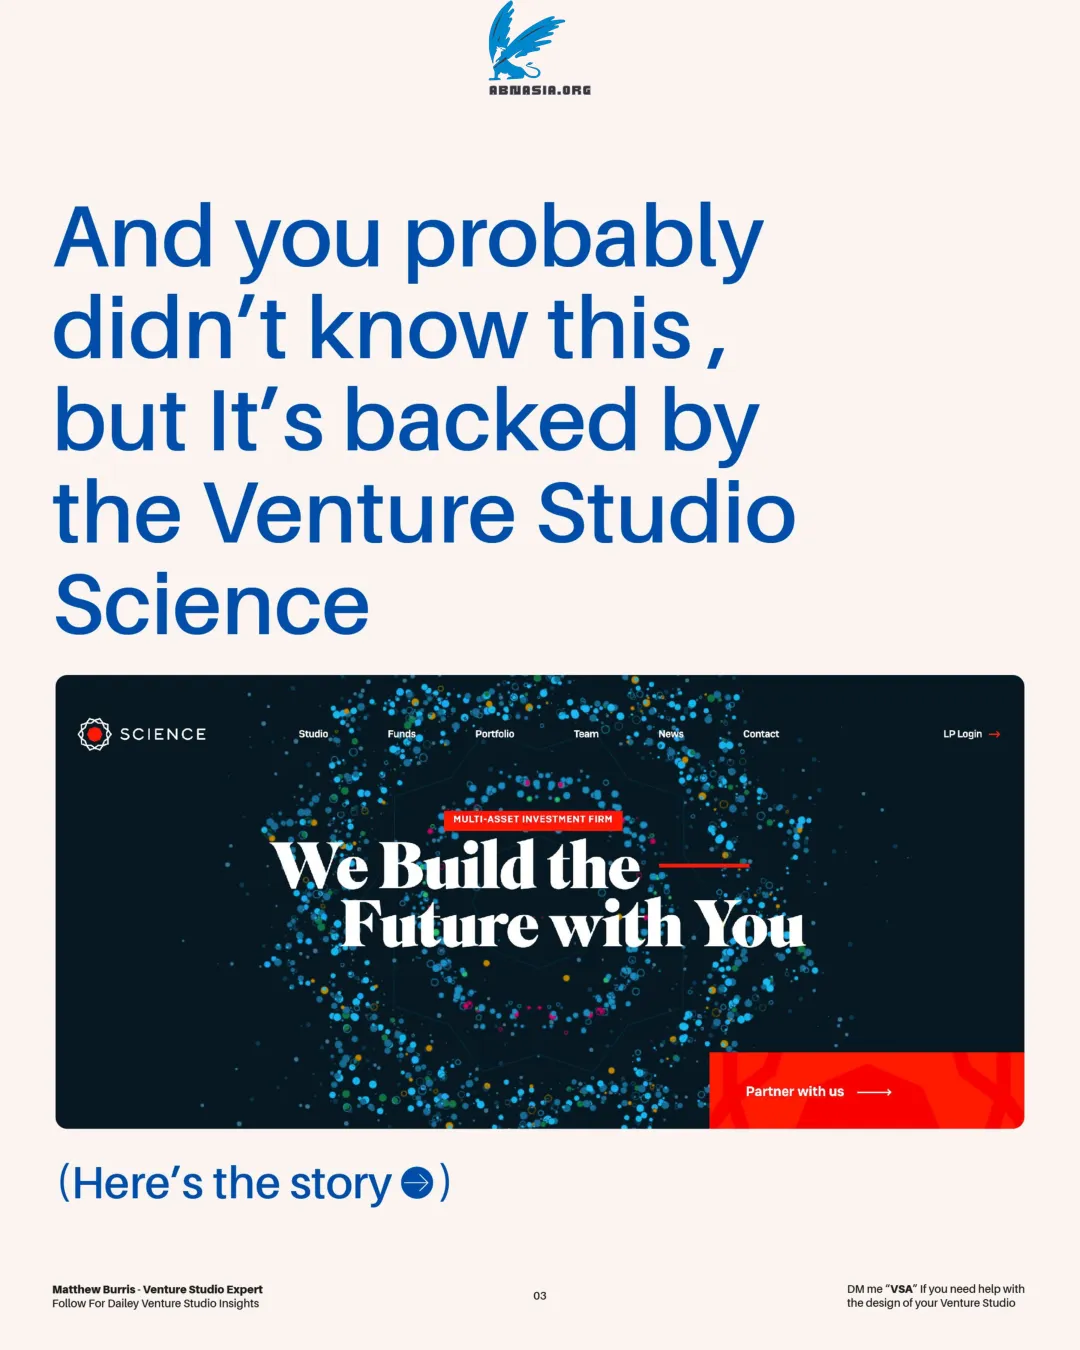 ABNASIA.ORG
And you probably
didn’t know this ,
but It’s backed by
the Venture Studio
Science
SCIENCE
Studio
Funds
Portfolio
Team
News
Contact
LP Login
MULTI-ASSET INVESTMENT FIRM
We Build the
Future with You
Partner with us
(Here’s the story )
Matthew Burris - Venture Studio Expert
Follow For Dailey Venture Studio Insights
03
DM me “VSA” If you need help with
the design of your Venture Studio